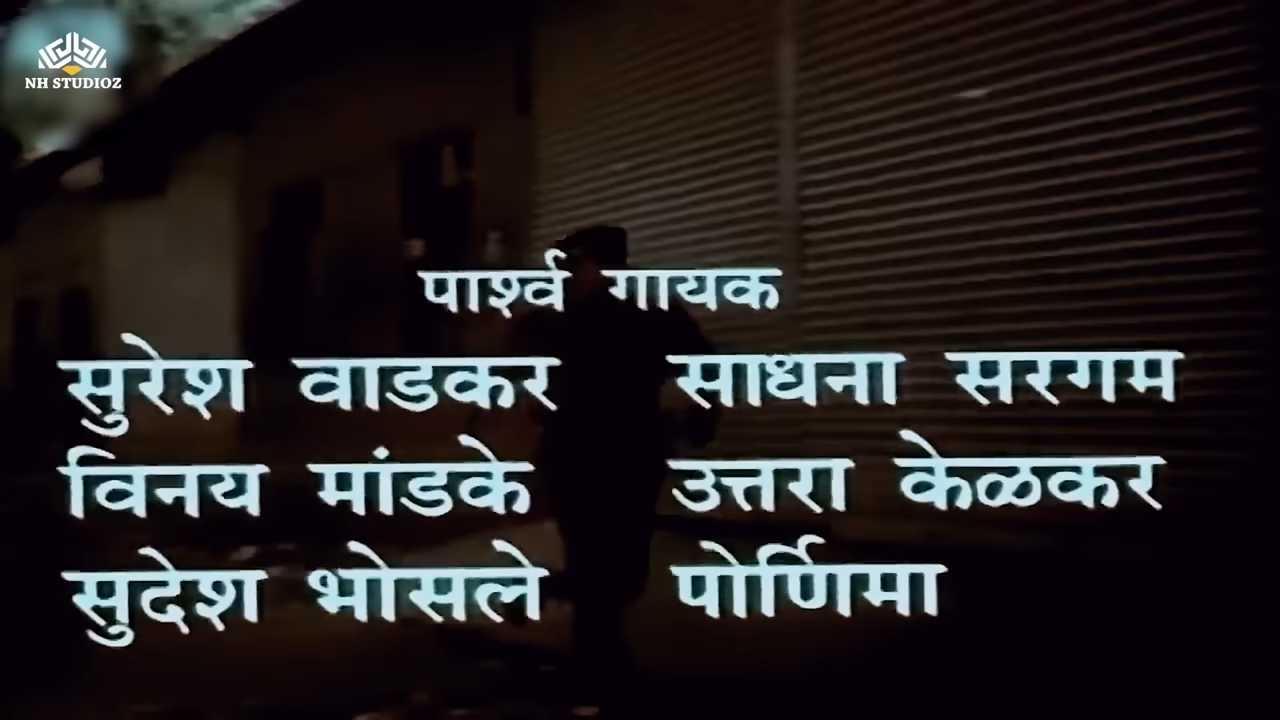 NH STUDIOZ
पार्श्व गायक
सुरेश वाडकर साधना सरगम
विनय मांडके उत्तरा केळकर
सुदेश भोसले पोर्णिमा